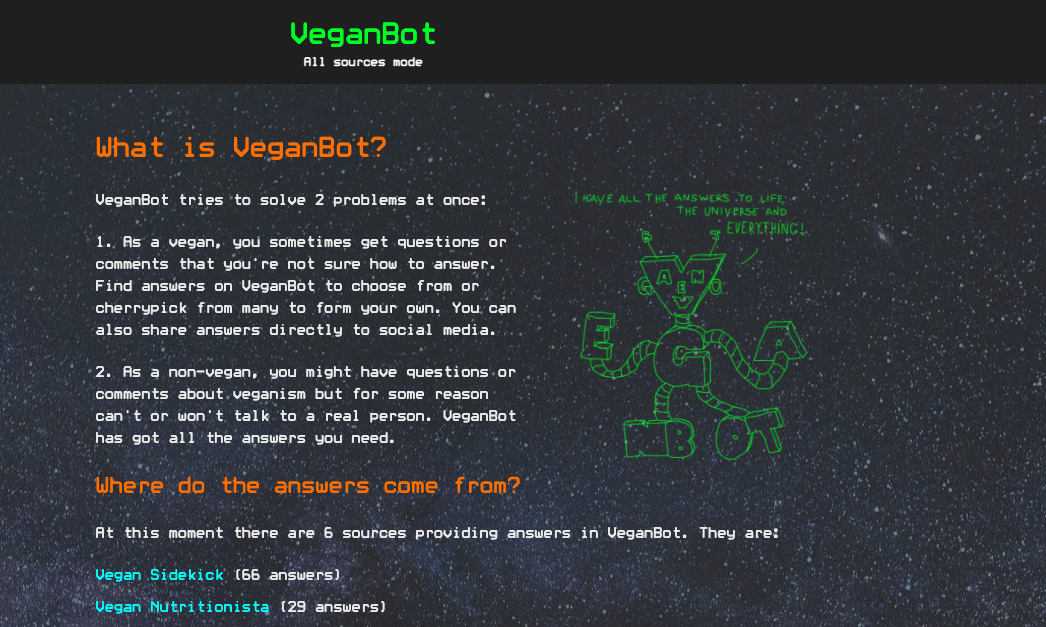 VeganBot
All sources mode
What is VeganBot?
VeganBot tries to solve 2 problems at once:
1. As a vegan, you sometimes get questions or
comments that you're not sure how to answer.
Find answers on VeganBot to choose from or
cherrypick from many to form your own. You can
also share answers directly to social media.
2. As a non-vegan, you might have questions or
comments about veganism but for some reason
can't or won't talk to a real person. VeganBot
has got all the answers you need.
I HAVE ALL THE ANSWERS TO LIFE,
THE UNIVERSE AND
EVERYTHING!
B T
G A E N O
V
E G A
N B O T
Where do the answers come from?
At this moment there are 6 sources providing answers in VeganBot. They are:
Vegan Sidekick (66 answers)
Vegan Nutritionista (29 answers)